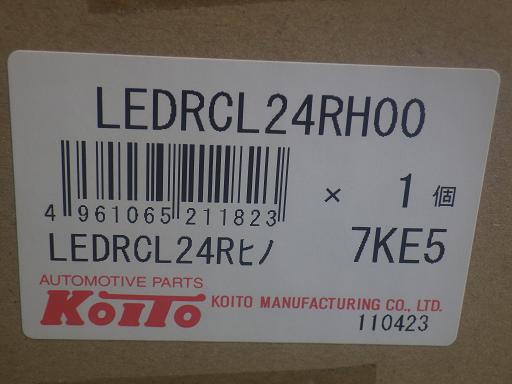 LEDRCL24RH00
× 1 個
4 961065 211823
LEDRCL24Rヒノ 7KE5
AUTOMOTIVE PARTS
KOITO KOITO MANUFACTURING CO., LTD.
110423